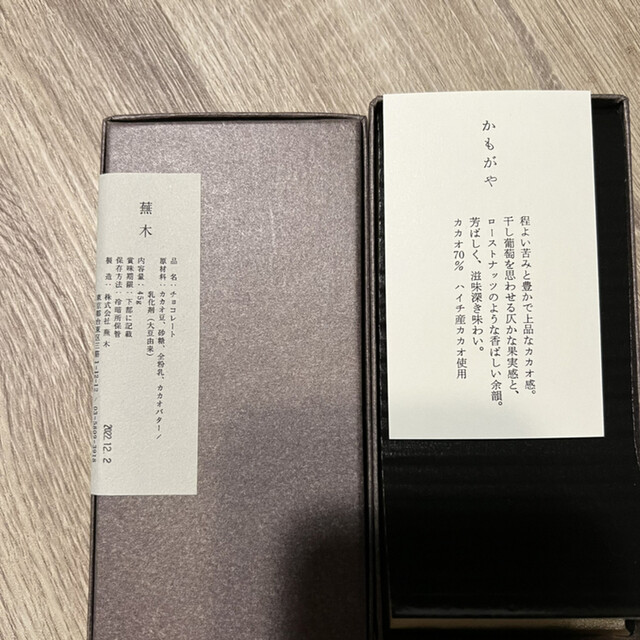 蕪木
品 名：チョコレート
原材料：カカオ豆、砂糖、全粉乳、カカオバター／
乳化剤（大豆由来）
内容量：45g
賞味期限：下部に記載
保存方法：冷暗所保管
製 造：株式会社 蕪木
2022.12.2
かもがや
程よい苦みと豊かで上品なカカオ感。
干し葡萄を思わせる仄かな果実感と、
ローストナッツのような香ばしい余韻。
芳ばしく、滋味深き味わい。
カカオ70% ハイチ産カカオ使用